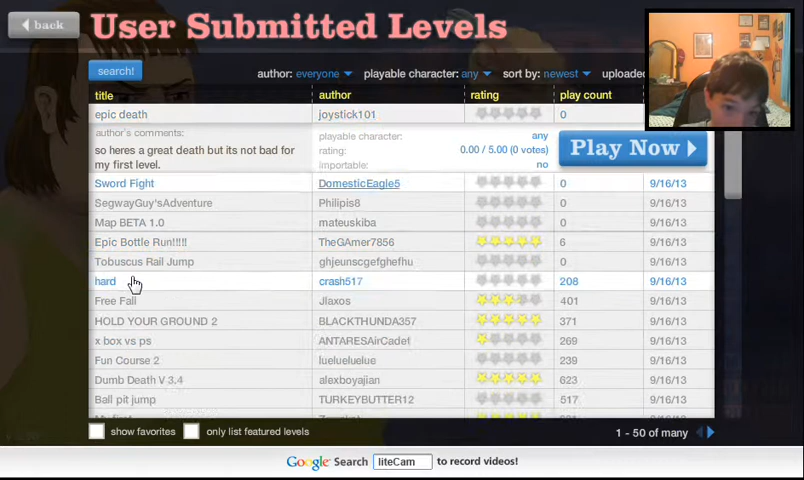 back
User Submitted Levels
search!
author: everyone playable character: any sort by: newest uploaded
title author rating play count
epic death joystick101 0
author's comments:
so heres a great death but its not bad for
my first level.
playable character: any
rating: 0.00 / 5.00 (0 votes)
importable: no
Play Now
Sword Fight DomesticEagle5 0 9/16/13
SegwayGuy'sAdventure Philipis8 0 9/16/13
Map BETA 1.0 mateuskiba 0 9/16/13
Epic Bottle Run!!!!! TheGAmer7856 6 9/16/13
Tobuscus Rail Jump ghjeunscgefghefhu 0 9/16/13
hard crash517 208 9/16/13
Free Fall Jlaxos 401 9/16/13
HOLD YOUR GROUND 2 BLACKTHUNDA357 371 9/16/13
x box vs ps ANTARESAirCadet 269 9/16/13
Fun Course 2 luelueluelue 239 9/16/13
Dumb Death V 3.4 alexboyajian 623 9/16/13
Ball pit jump TURKEYBUTTER12 517 9/16/13
show favorites only list featured levels 1 - 50 of many
Google Search liteCam to record videos!